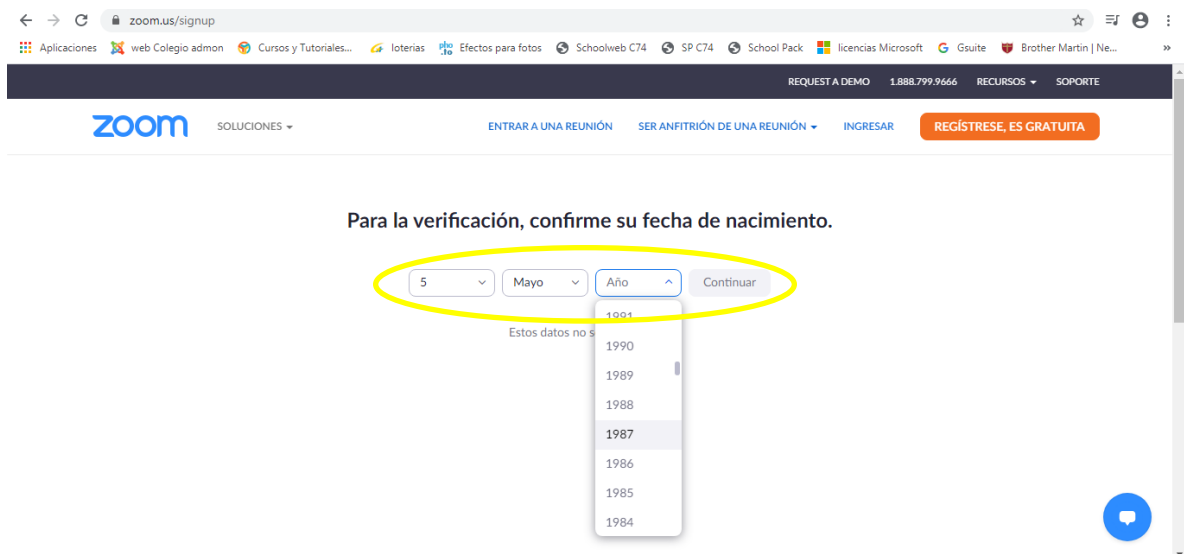 zoom.us/signup
Aplicaciones web Colegio admon Cursos y Tutoriales... loterias pho.to Efectos para fotos Schoolweb C74 SP C74 School Pack licencias Microsoft G Gsuite Brother Martin | Ne... »
REQUEST A DEMO 1.888.799.9666 RECURSOS SOPORTE
zoom SOLUCIONES ENTRAR A UNA REUNIÓN SER ANFITRIÓN DE UNA REUNIÓN INGRESAR REGÍSTRESE, ES GRATUITA
Para la verificación, confirme su fecha de nacimiento.
5 Mayo Año Continuar
1991
Estos datos no s
1990
1989
1988
1987
1986
1985
1984